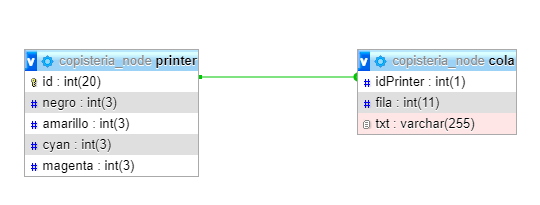 copisteria_node printer
id : int(20)
negro : int(3)
amarillo : int(3)
cyan : int(3)
magenta : int(3)
copisteria_node cola
idPrinter : int(1)
fila : int(11)
txt : varchar(255)